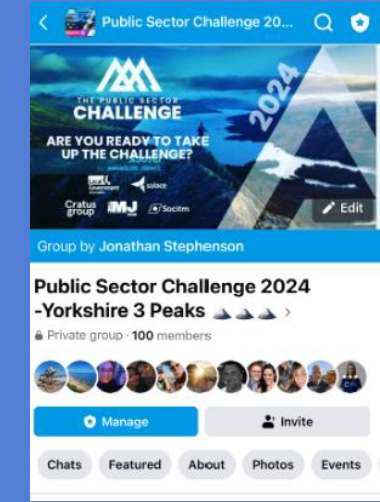 Public Sector Challenge 20...
THE PUBLIC SECTOR
CHALLENGE
2024
ARE YOU READY TO TAKE
UP THE CHALLENGE?
solace
Cratus
group
MJ
Socitm
Edit
Group by Jonathan Stephenson
Public Sector Challenge 2024
-Yorkshire 3 Peaks
Private group · 100 members
Manage
Invite
Chats
Featured
About
Photos
Events